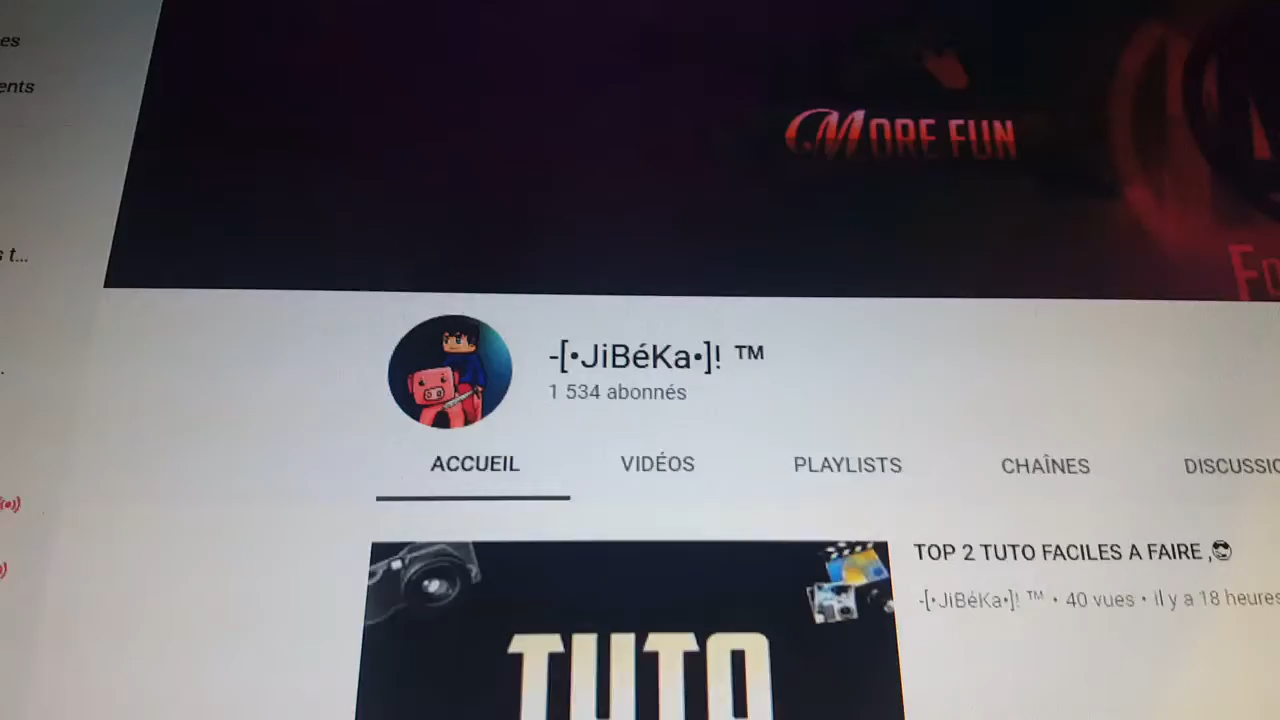 es
ents
MORE FUN
s t...
-[•JiBéKa•]! ™
1 534 abonnés
ACCUEIL
VIDÉOS
PLAYLISTS
CHAÎNES
DISCUSSIO
TOP 2 TUTO FACILES A FAIRE ,😎
-[•JiBéKa•]! ™ • 40 vues • il y a 18 heures
TUTO